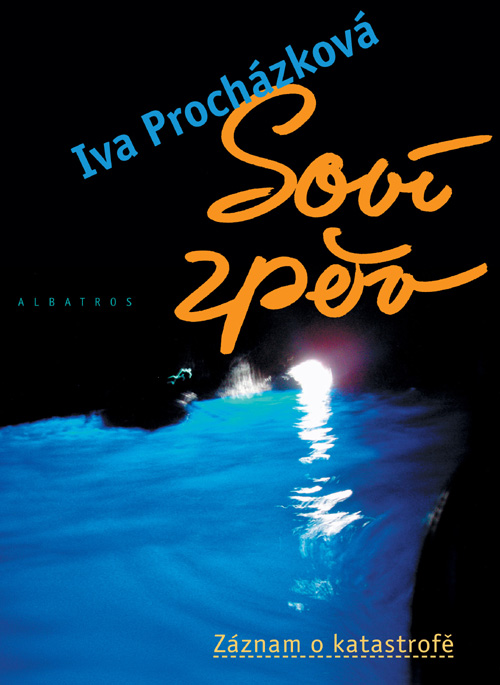 Iva Procházková
Soví
zpěv
ALBATROS
Záznam o katastrofě